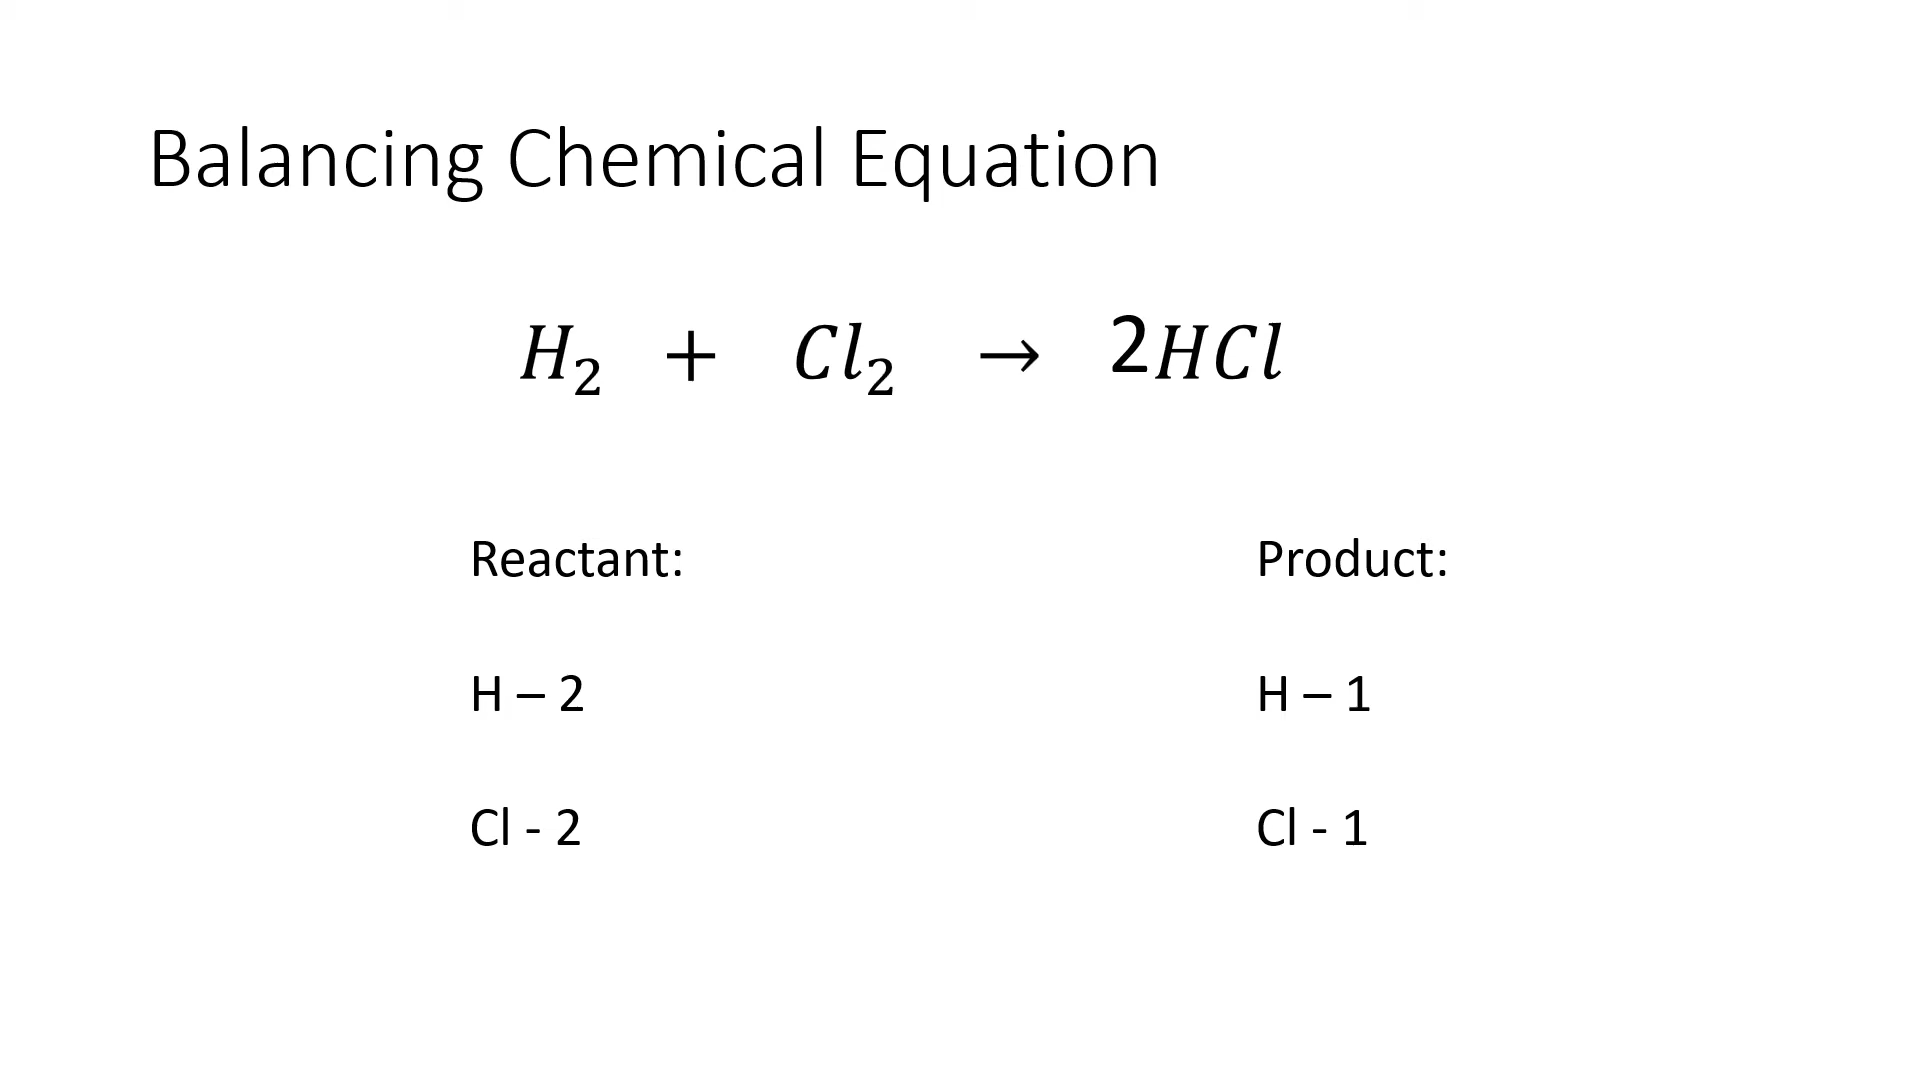 Balancing Chemical Equation
H₂ + Cl₂ → 2HCl
Reactant: Product:
H – 2 H – 1
Cl - 2 Cl - 1